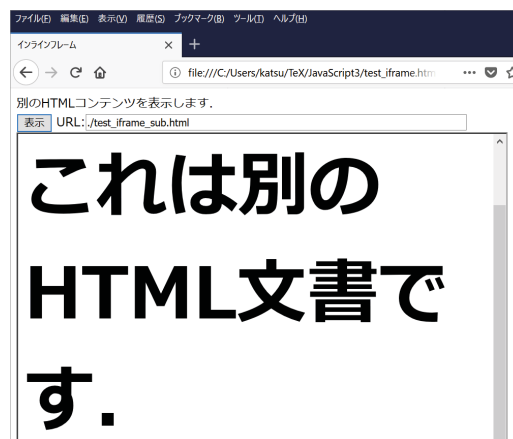 ファイル(F) 編集(E) 表示(V) 履歴(S) ブックマーク(B) ツール(T) ヘルプ(H)
インラインフレーム × +
file:///C:/Users/katsu/TeX/JavaScript3/test_iframe.htm
別のHTMLコンテンツを表示します．
表示 URL: ./test_iframe_sub.html
これは別の
HTML文書で
す．